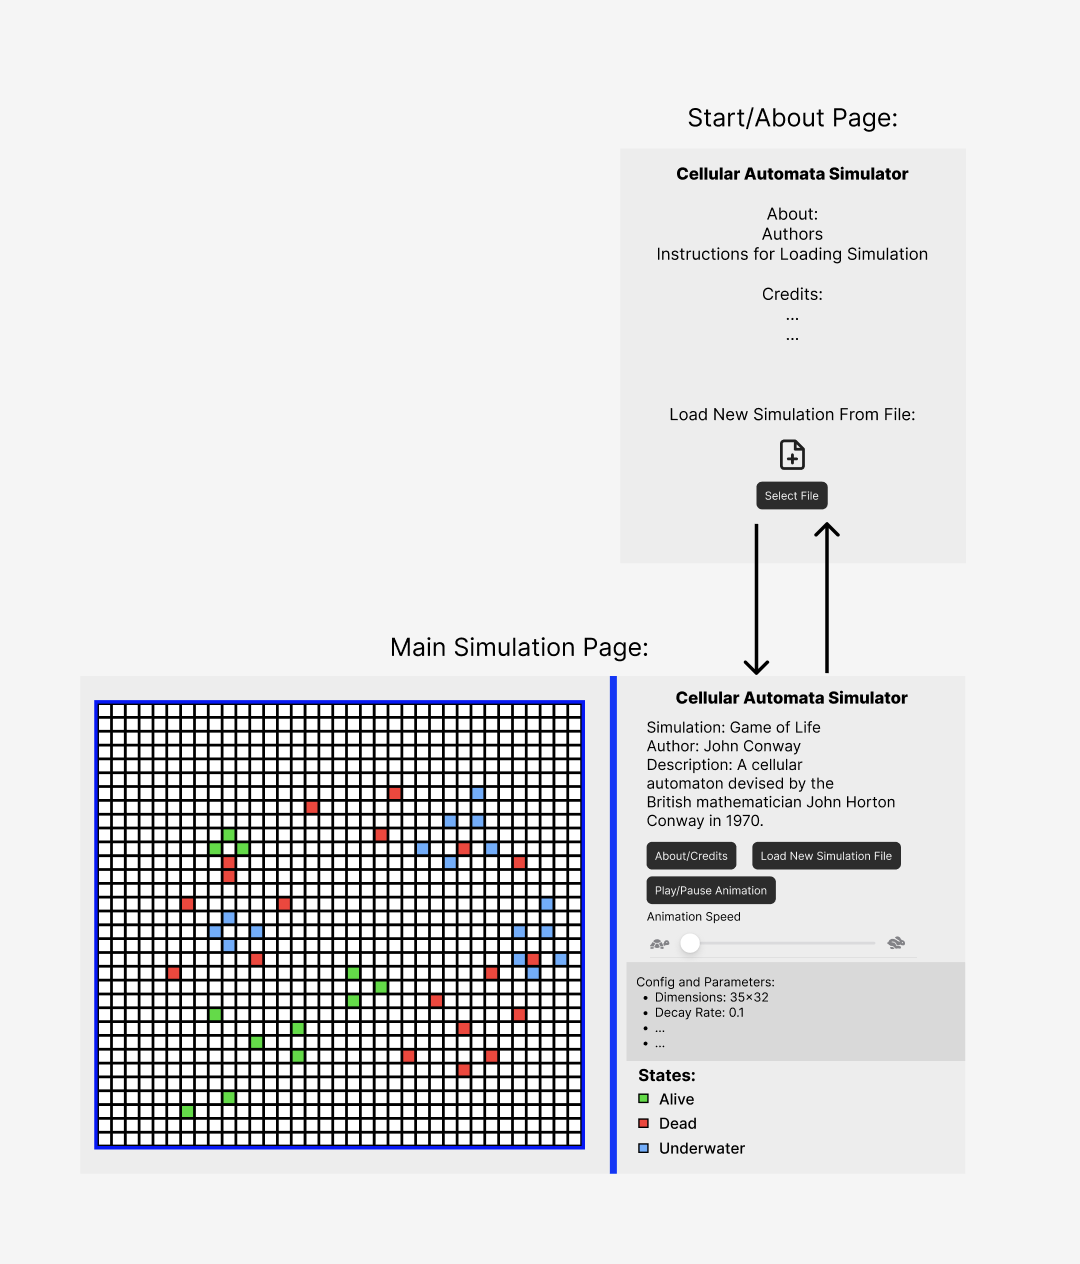 Start/About Page:
Cellular Automata Simulator
About:
Authors
Instructions for Loading Simulation
Credits:
...
...
Load New Simulation From File:
Select File
Main Simulation Page:
Cellular Automata Simulator
Simulation: Game of Life
Author: John Conway
Description: A cellular
automaton devised by the
British mathematician John Horton
Conway in 1970.
About/Credits
Load New Simulation File
Play/Pause Animation
Animation Speed
Config and Parameters:
• Dimensions: 35x32
• Decay Rate: 0.1
• ...
• ...
States:
Alive
Dead
Underwater